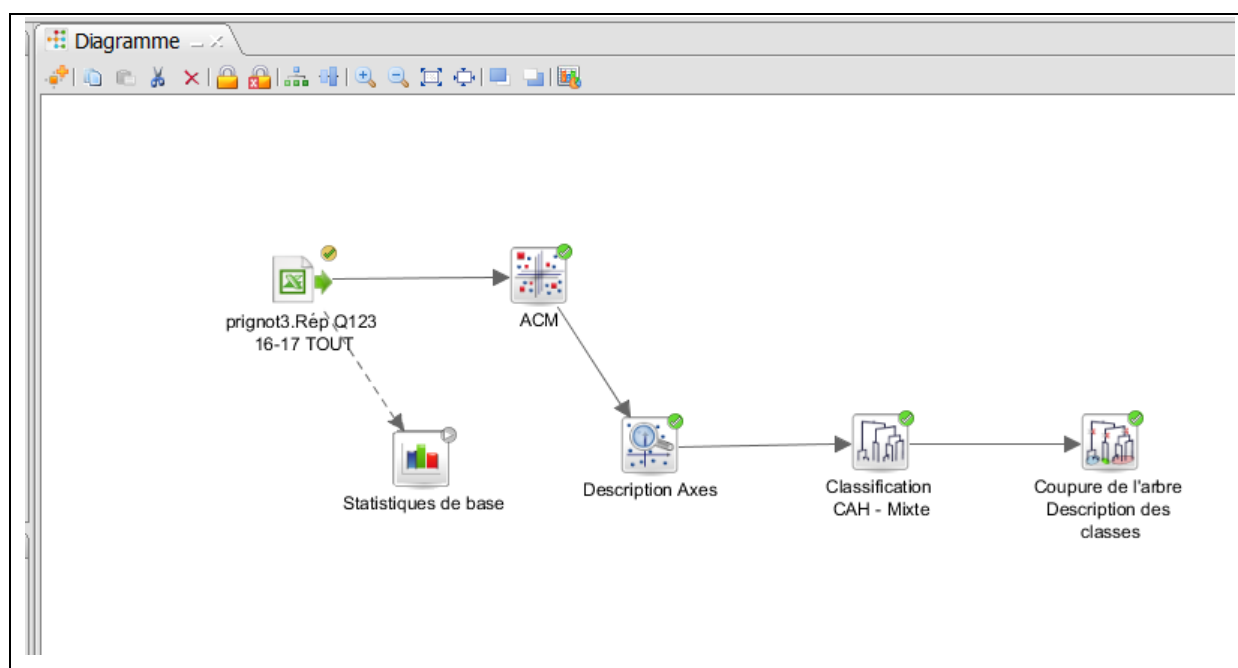 Diagramme
prignot3.Rép Q123
16-17 TOUT
ACM
Statistiques de base
Description Axes
Classification
CAH - Mixte
Coupure de l'arbre
Description des
classes